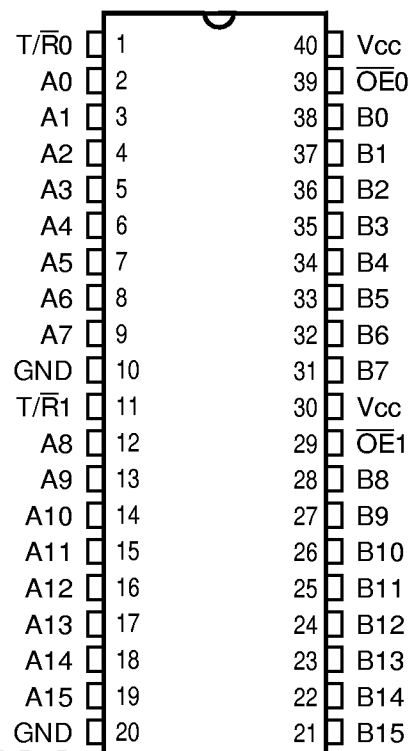 T/R̅0 1 40 Vcc
A0 2 39 O̅E̅0
A1 3 38 B0
A2 4 37 B1
A3 5 36 B2
A4 6 35 B3
A5 7 34 B4
A6 8 33 B5
A7 9 32 B6
GND 10 31 B7
T/R̅1 11 30 Vcc
A8 12 29 O̅E̅1
A9 13 28 B8
A10 14 27 B9
A11 15 26 B10
A12 16 25 B11
A13 17 24 B12
A14 18 23 B13
A15 19 22 B14
GND 20 21 B15